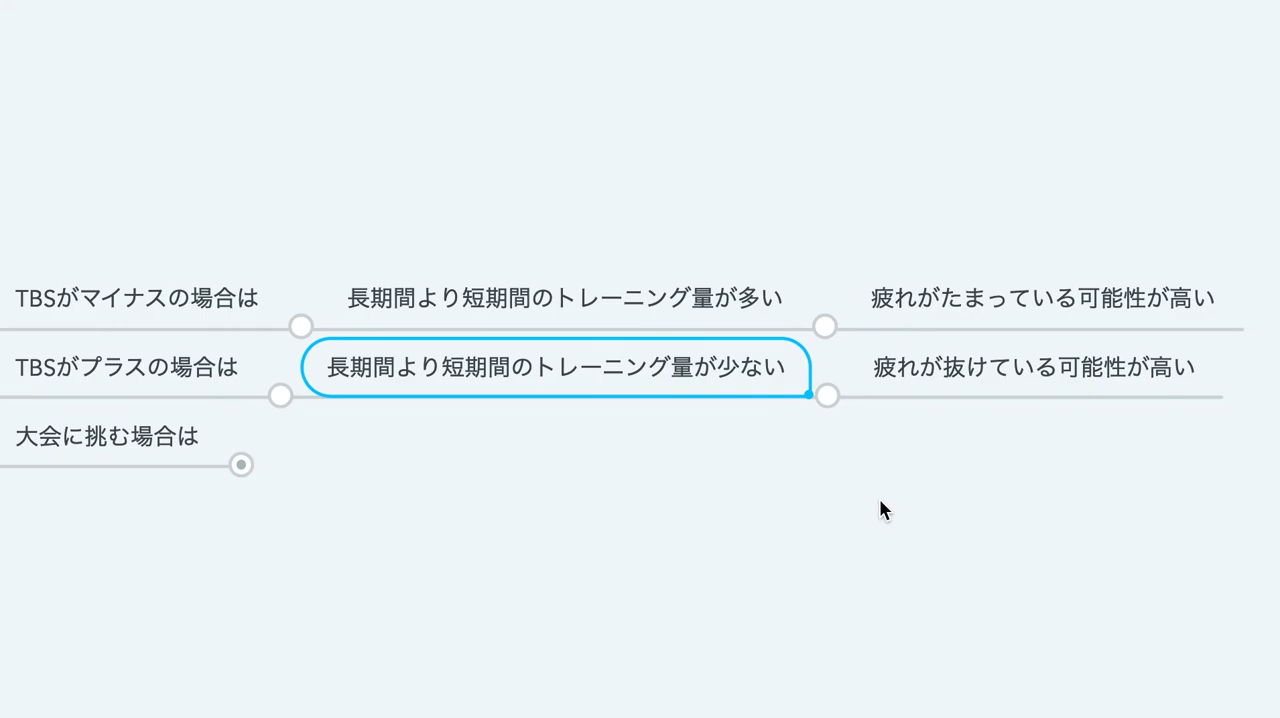 TBSがマイナスの場合は 長期間より短期間のトレーニング量が多い 疲れがたまっている可能性が高い
TBSがプラスの場合は 長期間より短期間のトレーニング量が少ない 疲れが抜けている可能性が高い
大会に挑む場合は